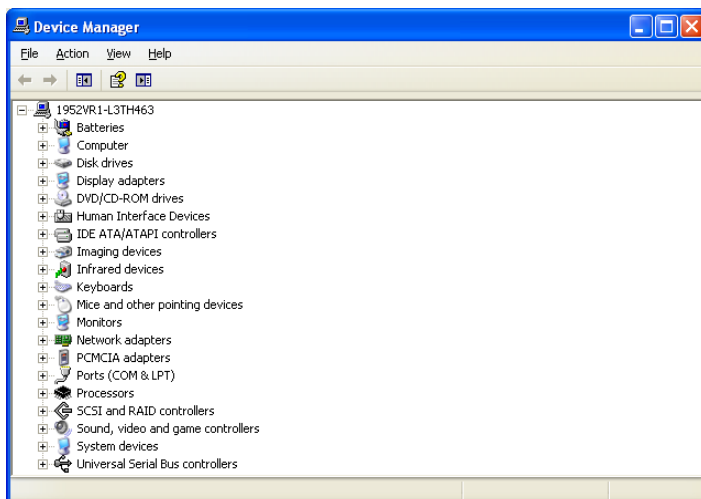 Device Manager
File Action View Help
1952VR1-L3TH463
Batteries
Computer
Disk drives
Display adapters
DVD/CD-ROM drives
Human Interface Devices
IDE ATA/ATAPI controllers
Imaging devices
Infrared devices
Keyboards
Mice and other pointing devices
Monitors
Network adapters
PCMCIA adapters
Ports (COM & LPT)
Processors
SCSI and RAID controllers
Sound, video and game controllers
System devices
Universal Serial Bus controllers